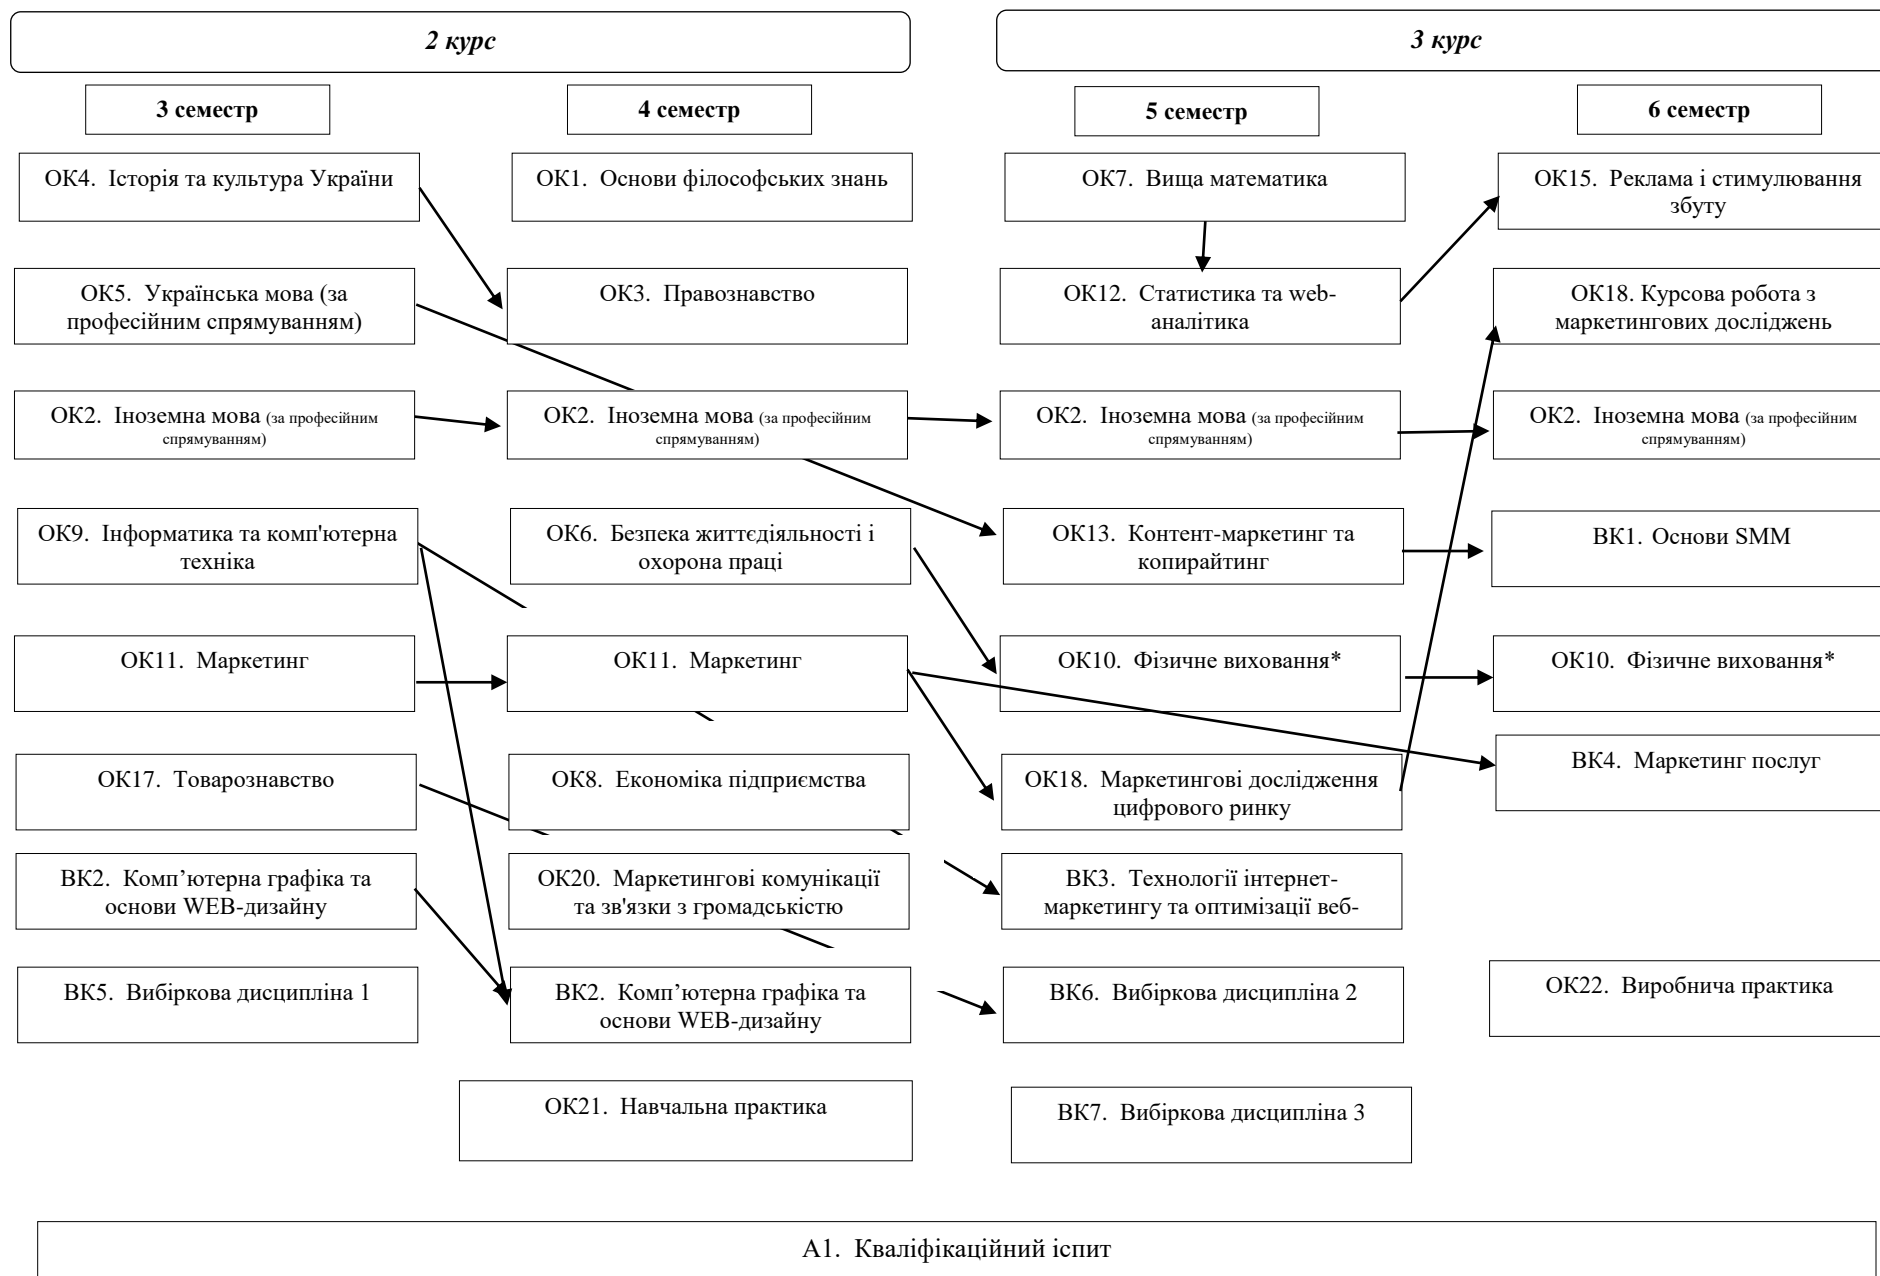 2 курс
3 курс
3 семестр
4 семестр
5 семестр
6 семестр
ОК4. Історія та культура України
ОК1. Основи філософських знань
ОК7. Вища математика
ОК15. Реклама і стимулювання
збуту
ОК5. Українська мова (за
професійним спрямуванням)
ОК3. Правознавство
ОК12. Статистика та web-
аналітика
ОК18. Курсова робота з
маркетингових досліджень
ОК2. Іноземна мова (за професійним
спрямуванням)
ОК2. Іноземна мова (за професійним
спрямуванням)
ОК2. Іноземна мова (за професійним
спрямуванням)
ОК2. Іноземна мова (за професійним
спрямуванням)
ОК9. Інформатика та комп'ютерна
техніка
ОК6. Безпека життєдіяльності і
охорона праці
ОК13. Контент-маркетинг та
копирайтинг
ВК1. Основи SMM
ОК11. Маркетинг
ОК11. Маркетинг
ОК10. Фізичне виховання*
ОК10. Фізичне виховання*
ОК17. Товарознавство
ОК8. Економіка підприємства
ОК18. Маркетингові дослідження
цифрового ринку
ВК4. Маркетинг послуг
ВК2. Комп’ютерна графіка та
основи WEB-дизайну
ОК20. Маркетингові комунікації
та зв'язки з громадськістю
ВК3. Технології інтернет-
маркетингу та оптимізації веб-
ВК5. Вибіркова дисципліна 1
ВК2. Комп’ютерна графіка та
основи WEB-дизайну
ВК6. Вибіркова дисципліна 2
ОК22. Виробнича практика
ОК21. Навчальна практика
ВК7. Вибіркова дисципліна 3
А1. Кваліфікаційний іспит